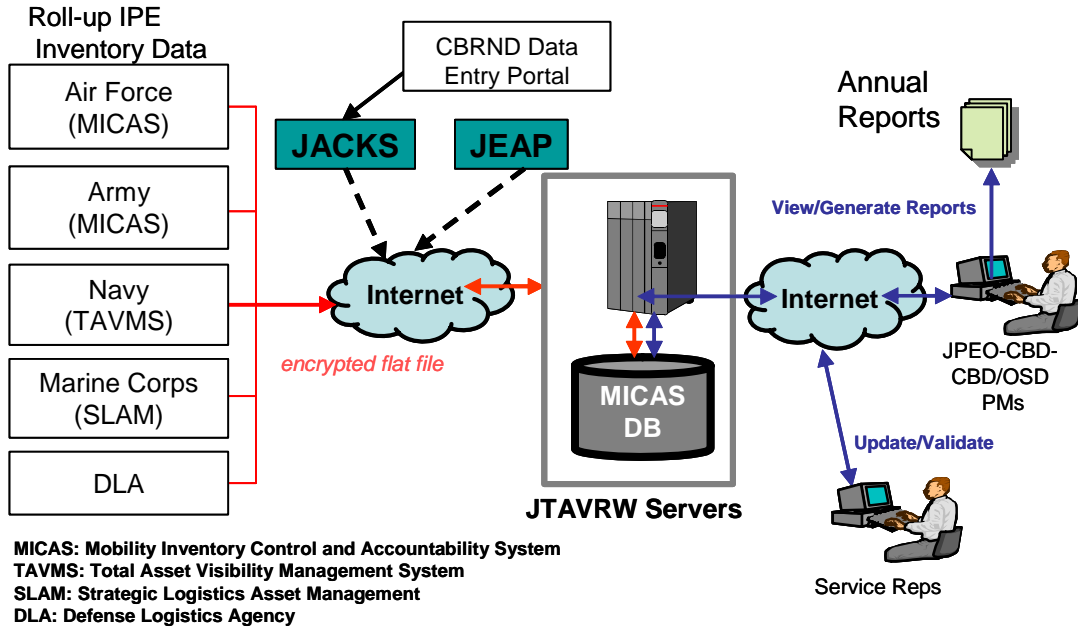 Roll-up IPE
Inventory Data
Air Force
(MICAS)
Army
(MICAS)
Navy
(TAVMS)
Marine Corps
(SLAM)
DLA
CBRND Data
Entry Portal
JACKS
JEAP
Internet
encrypted flat file
MICAS
DB
JTAVRW Servers
Internet
Annual
Reports
View/Generate Reports
JPEO-CBD-
CBD/OSD
PMs
Update/Validate
Service Reps
MICAS: Mobility Inventory Control and Accountability System
TAVMS: Total Asset Visibility Management System
SLAM: Strategic Logistics Asset Management
DLA: Defense Logistics Agency